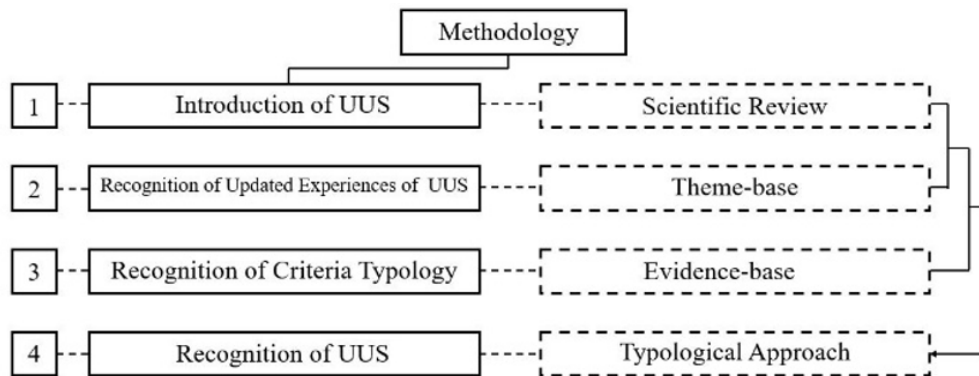 Methodology
1
Introduction of UUS
Scientific Review
2
Recognition of Updated Experiences of UUS
Theme-base
3
Recognition of Criteria Typology
Evidence-base
4
Recognition of UUS
Typological Approach